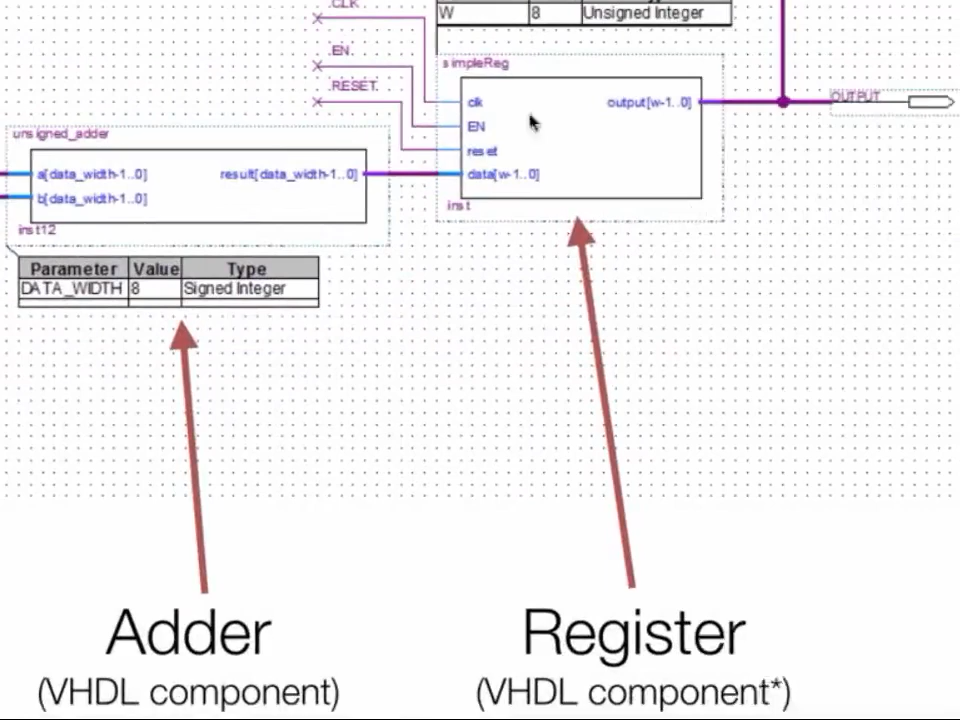 CLK
W 8 Unsigned Integer
EN
simpleReg
RESET
clk output[w-1..0]
OUTPUT
EN
unsigned_adder
reset
a[data_width-1..0] result[data_width-1..0]
data[w-1..0]
b[data_width-1..0]
inst
inst12
Parameter Value Type
DATA_WIDTH 8 Signed Integer
Adder Register
(VHDL component) (VHDL component*)